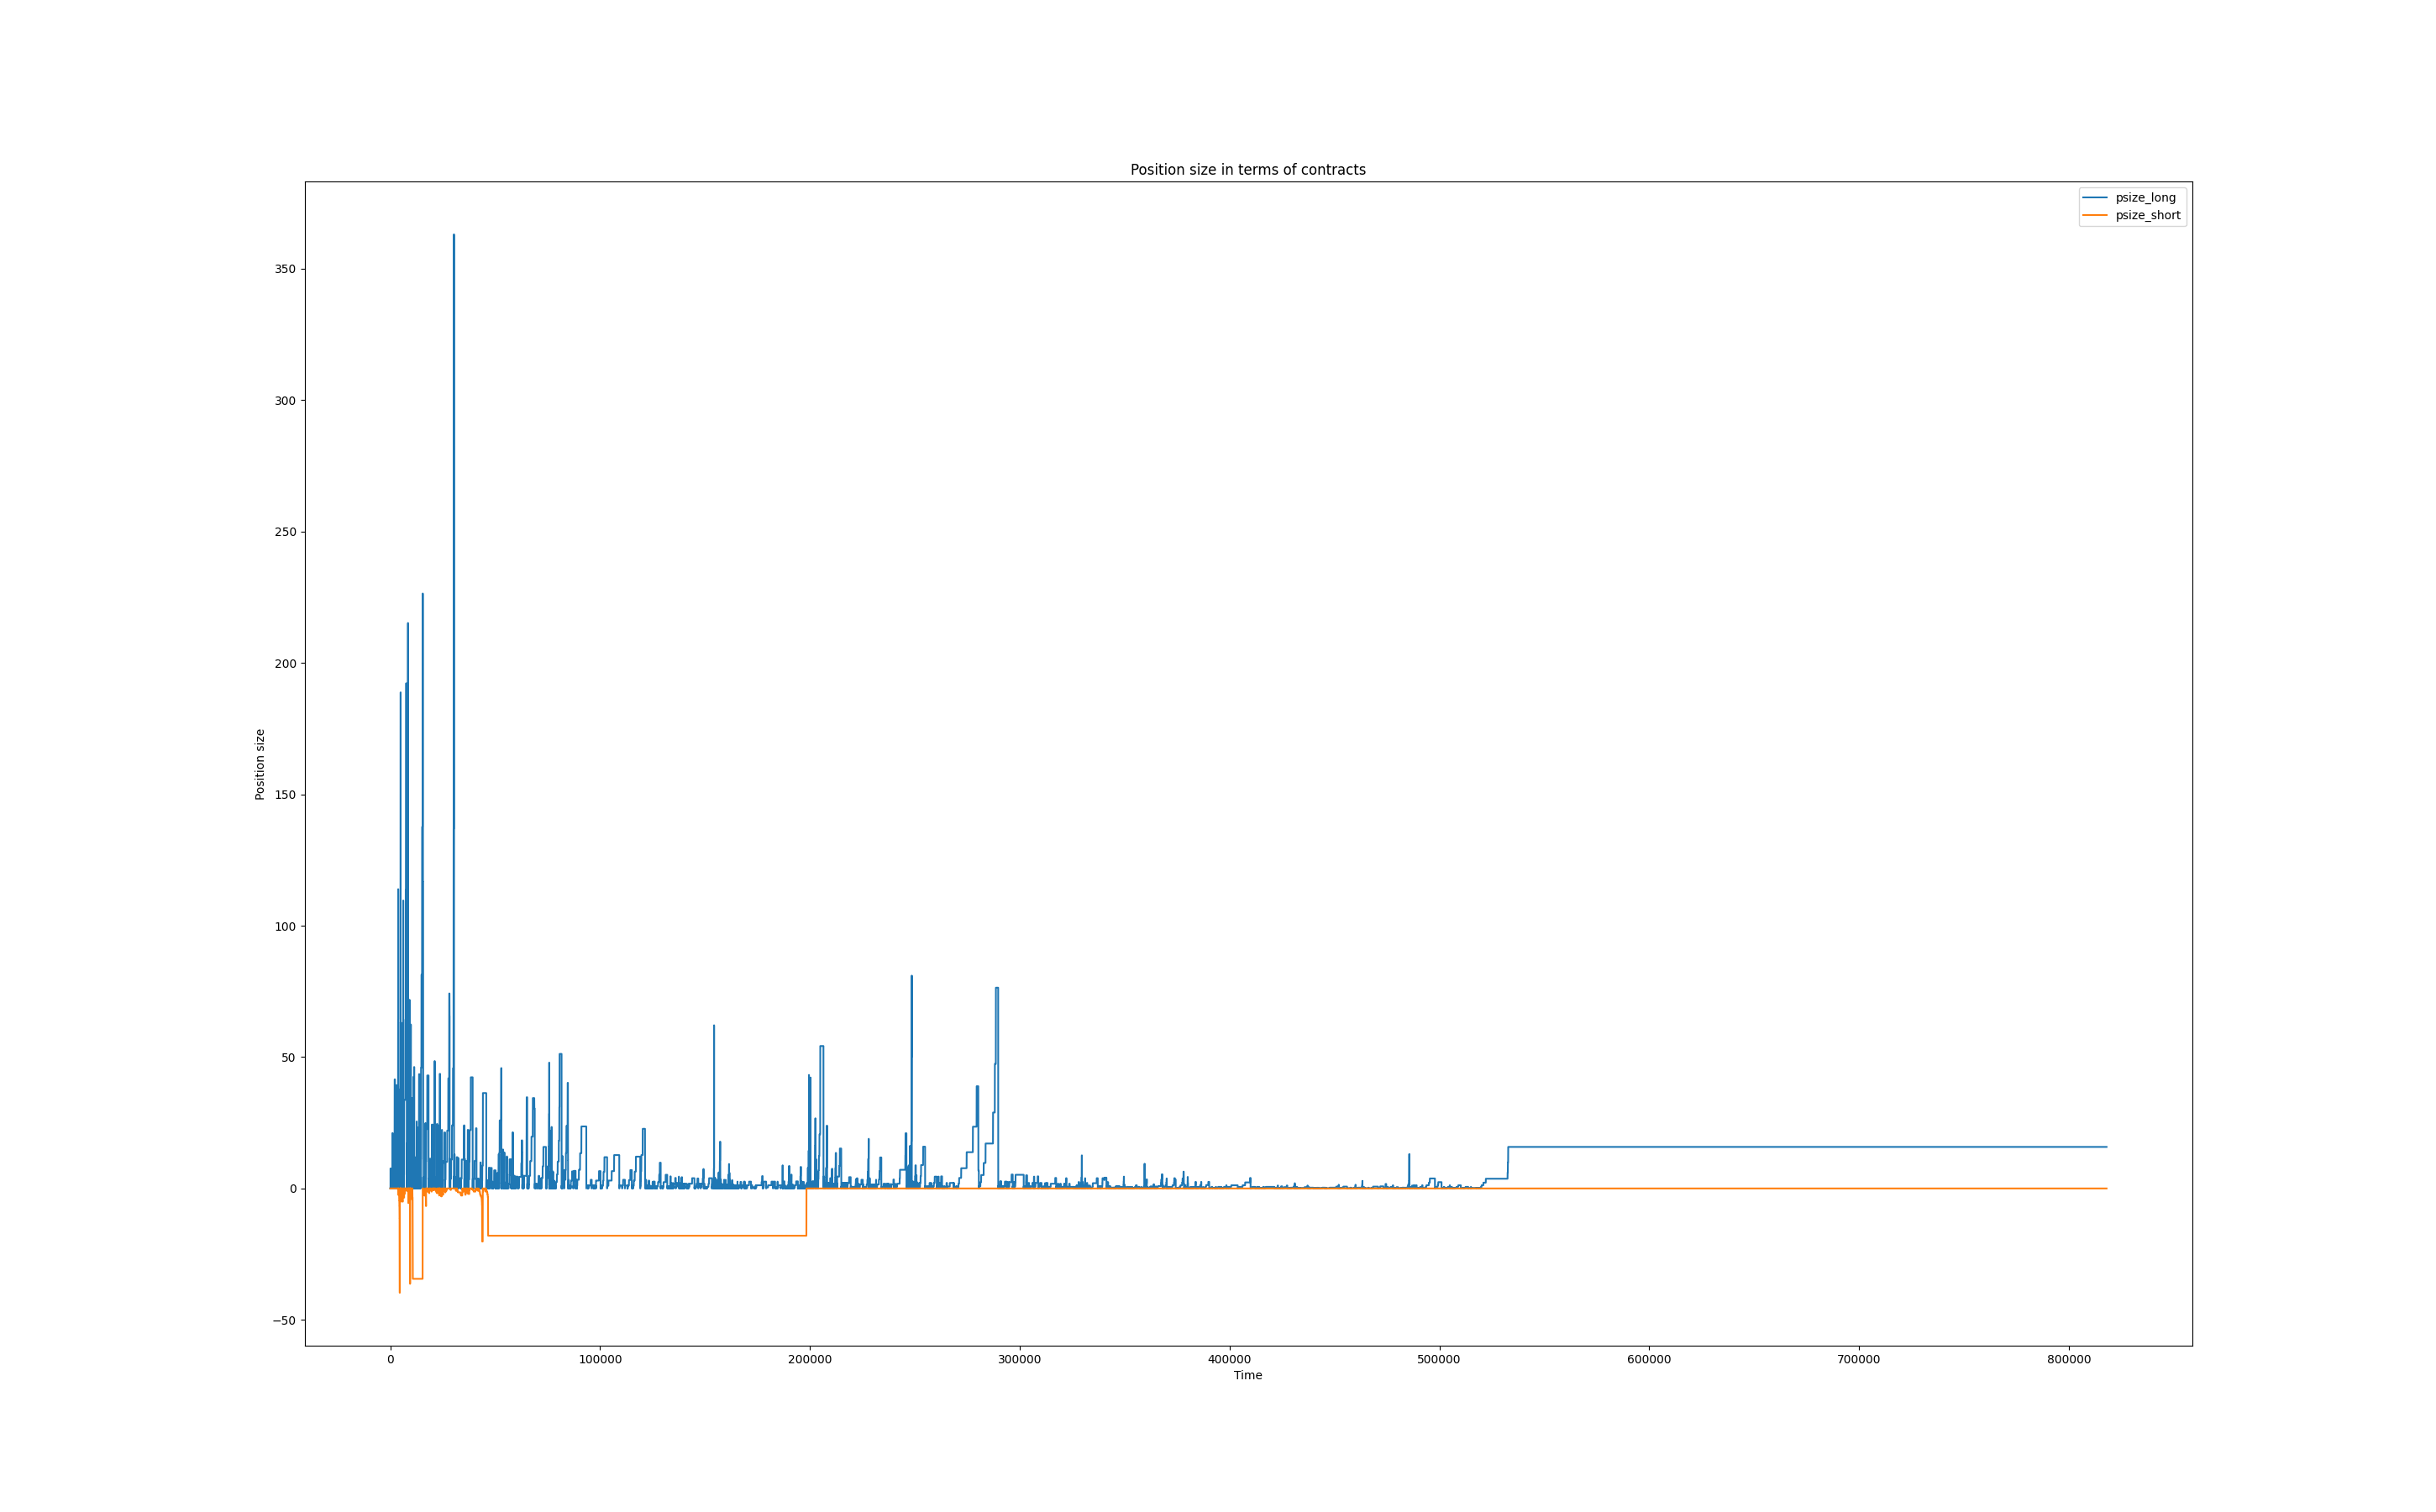 Position size in terms of contracts
psize_long
psize_short
Position size
350
300
250
200
150
100
50
0
−50
0 100000 200000 300000 400000 500000 600000 700000 800000
Time